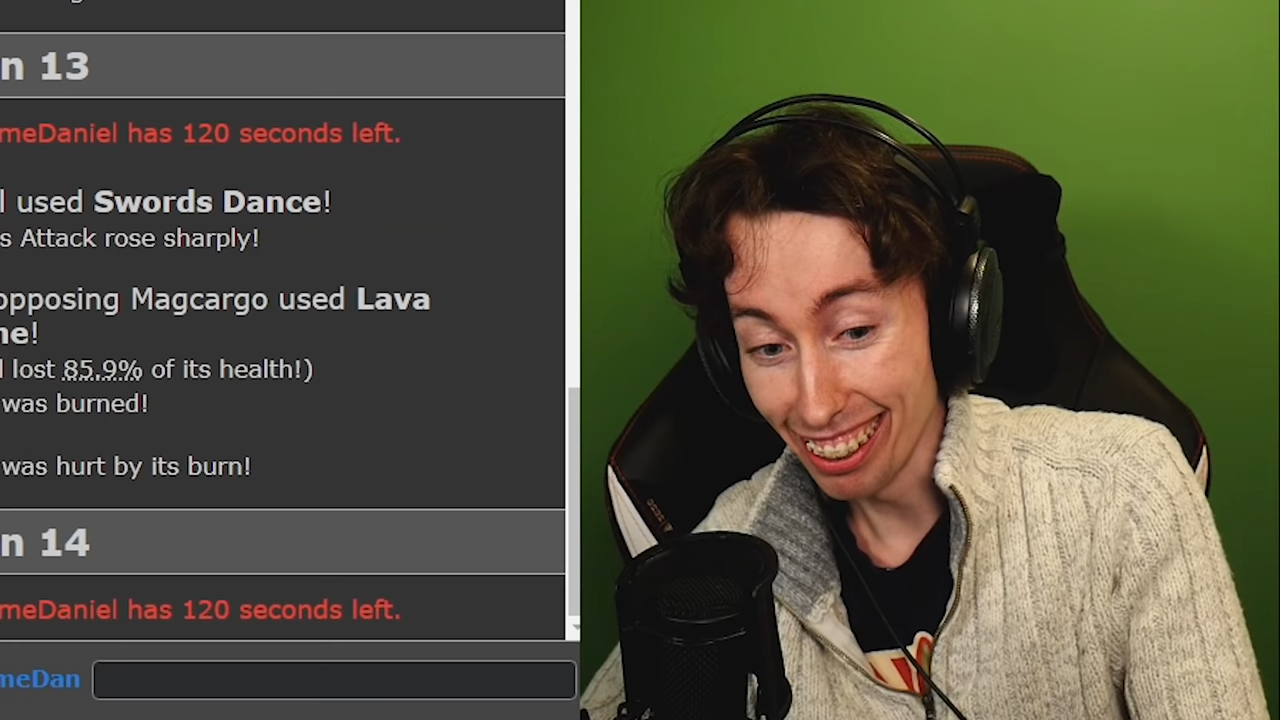 n 13
meDaniel has 120 seconds left.
l used Swords Dance!
s Attack rose sharply!
opposing Magcargo used Lava
me!
l lost 85.9% of its health!)
was burned!
was hurt by its burn!
n 14
meDaniel has 120 seconds left.
meDan